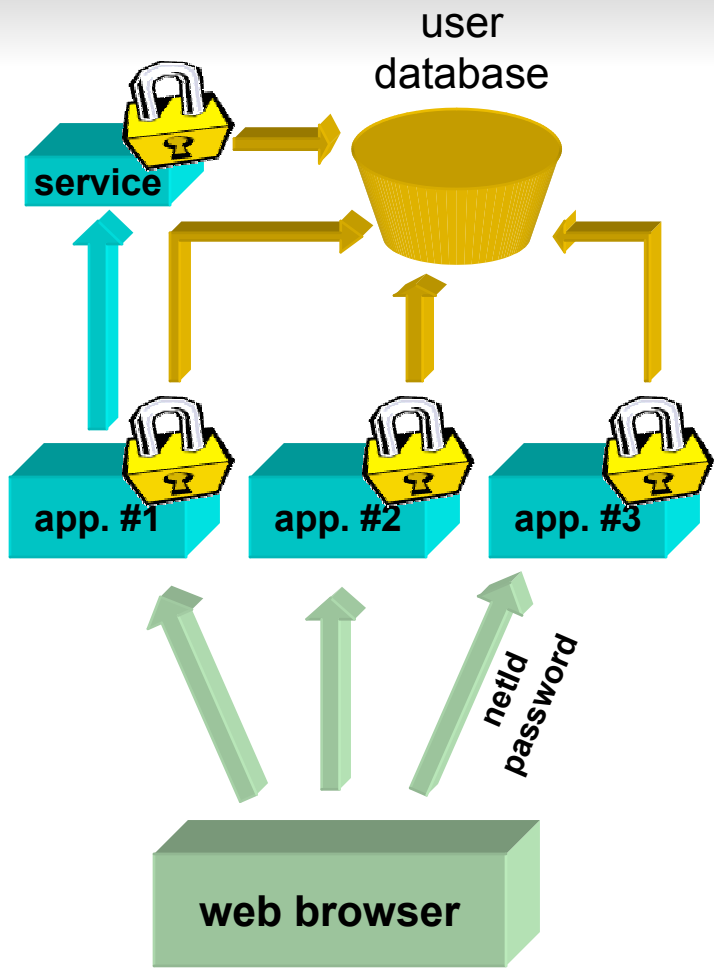 user
database
service
app. #1
app. #2
app. #3
netId
password
web browser